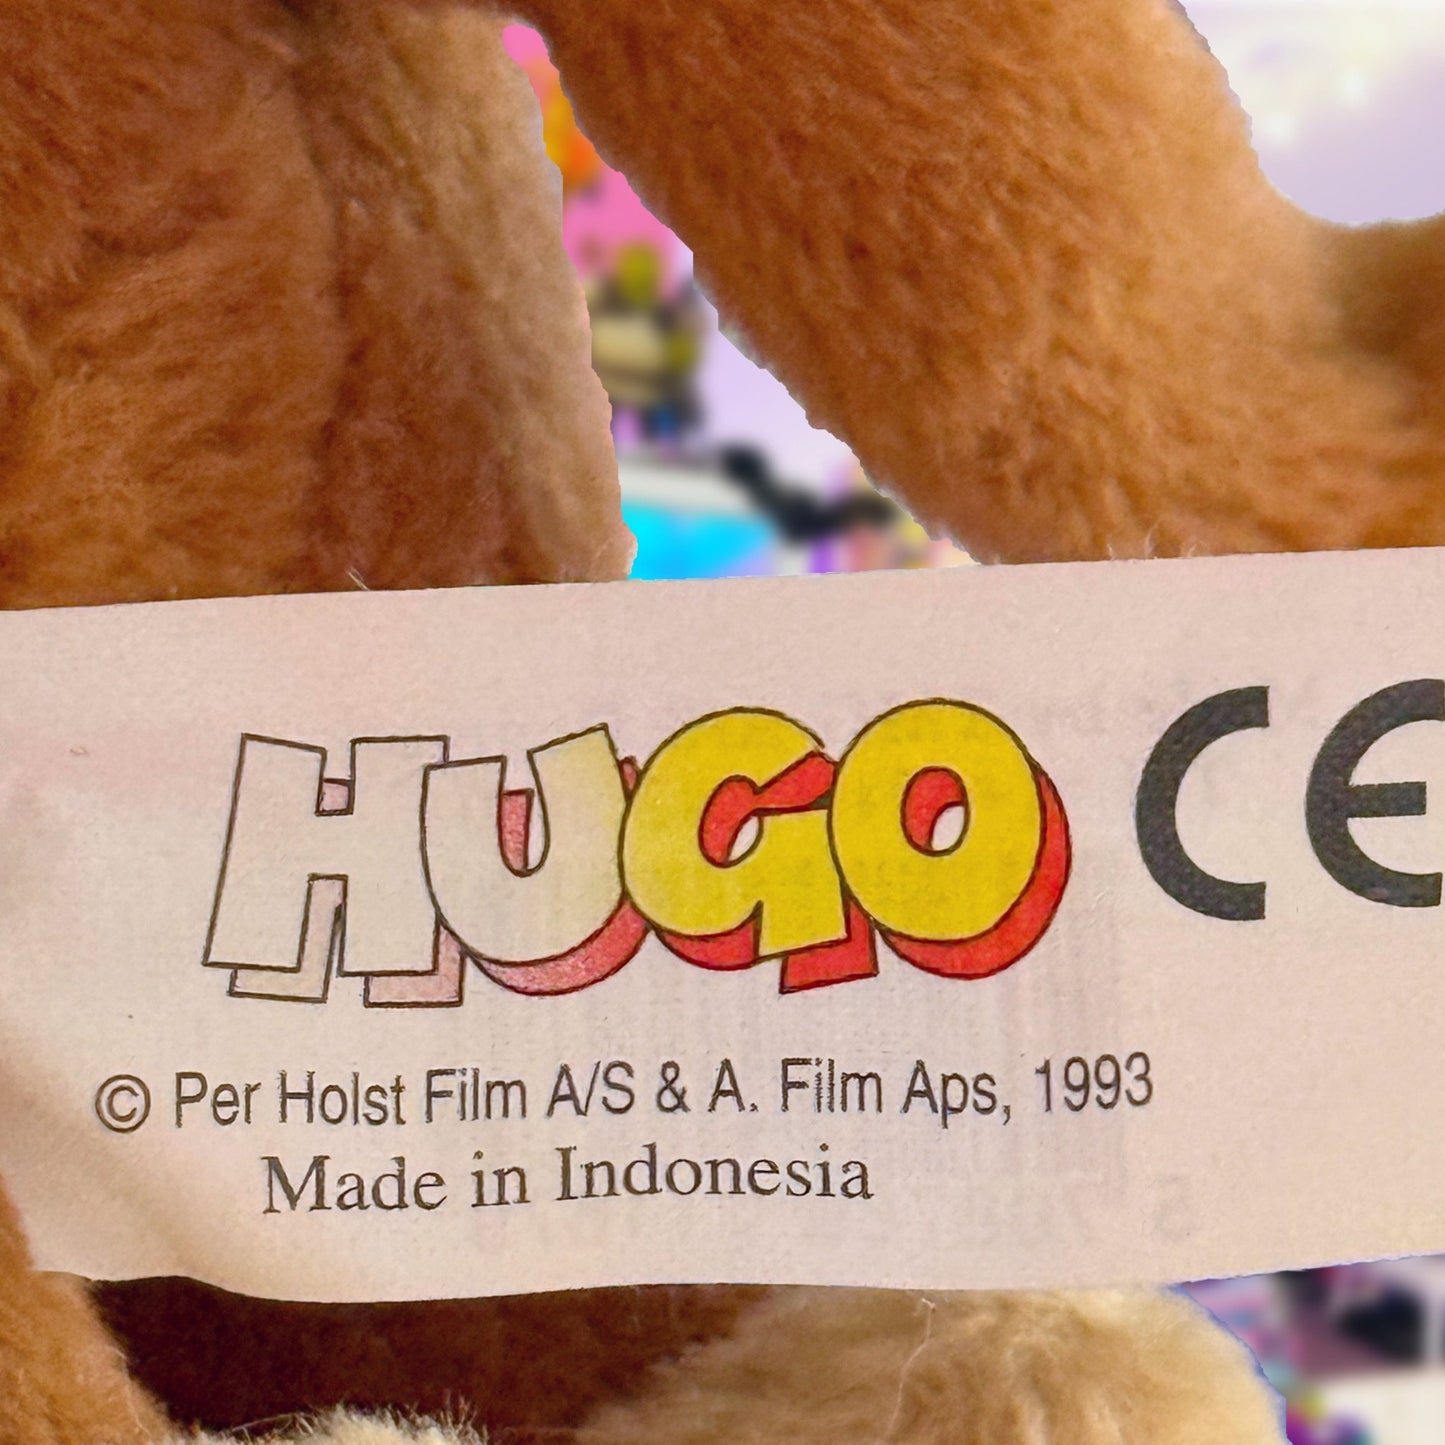 HUGO CE
© Per Holst Film A/S & A. Film Aps, 1993
Made in Indonesia